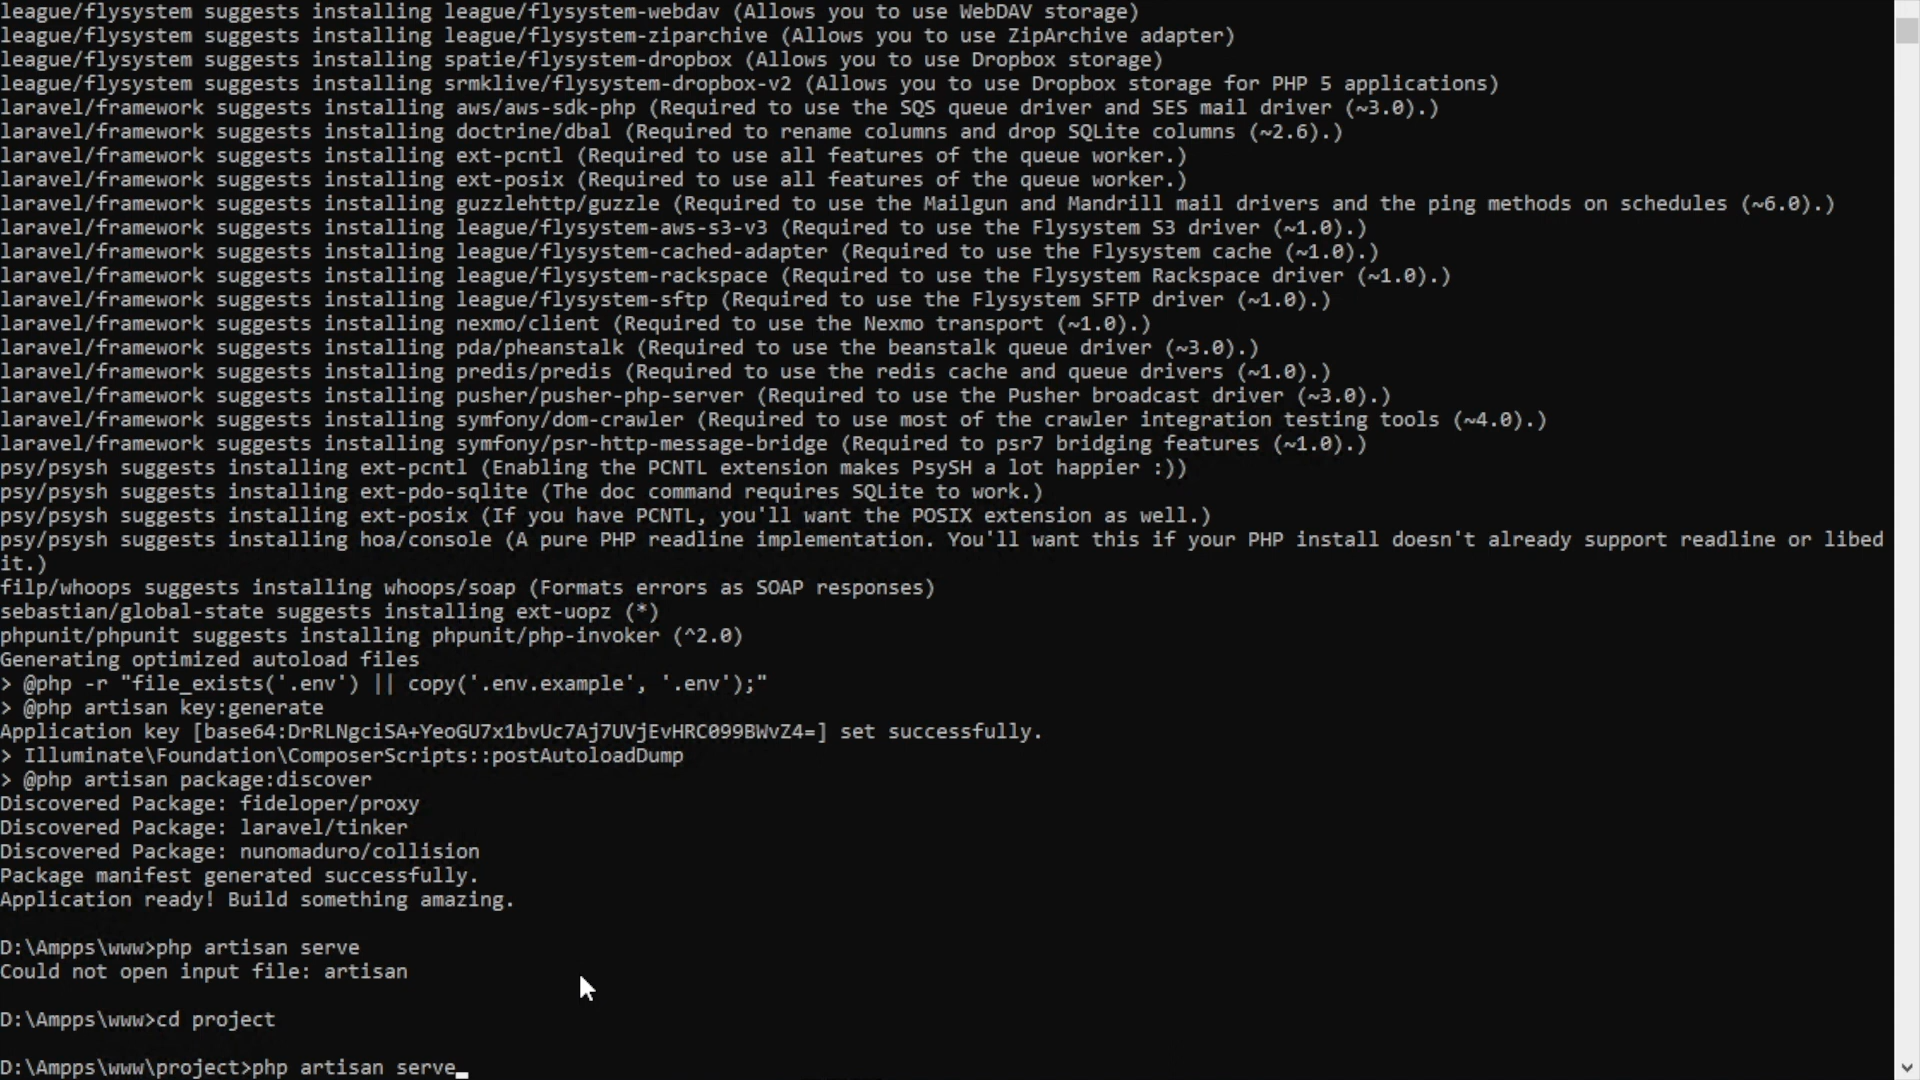 league/flysystem suggests installing league/flysystem-webdav (Allows you to use WebDAV storage)
league/flysystem suggests installing league/flysystem-ziparchive (Allows you to use ZipArchive adapter)
league/flysystem suggests installing spatie/flysystem-dropbox (Allows you to use Dropbox storage)
league/flysystem suggests installing srmklive/flysystem-dropbox-v2 (Allows you to use Dropbox storage for PHP 5 applications)
laravel/framework suggests installing aws/aws-sdk-php (Required to use the SQS queue driver and SES mail driver (~3.0).)
laravel/framework suggests installing doctrine/dbal (Required to rename columns and drop SQLite columns (~2.6).)
laravel/framework suggests installing ext-pcntl (Required to use all features of the queue worker.)
laravel/framework suggests installing ext-posix (Required to use all features of the queue worker.)
laravel/framework suggests installing guzzlehttp/guzzle (Required to use the Mailgun and Mandrill mail drivers and the ping methods on schedules (~6.0).)
laravel/framework suggests installing league/flysystem-aws-s3-v3 (Required to use the Flysystem S3 driver (~1.0).)
laravel/framework suggests installing league/flysystem-cached-adapter (Required to use the Flysystem cache (~1.0).)
laravel/framework suggests installing league/flysystem-rackspace (Required to use the Flysystem Rackspace driver (~1.0).)
laravel/framework suggests installing league/flysystem-sftp (Required to use the Flysystem SFTP driver (~1.0).)
laravel/framework suggests installing nexmo/client (Required to use the Nexmo transport (~1.0).)
laravel/framework suggests installing pda/pheanstalk (Required to use the beanstalk queue driver (~3.0).)
laravel/framework suggests installing predis/predis (Required to use the redis cache and queue drivers (~1.0).)
laravel/framework suggests installing pusher/pusher-php-server (Required to use the Pusher broadcast driver (~3.0).)
laravel/framework suggests installing symfony/dom-crawler (Required to use most of the crawler integration testing tools (~4.0).)
laravel/framework suggests installing symfony/psr-http-message-bridge (Required to psr7 bridging features (~1.0).)
psy/psysh suggests installing ext-pcntl (Enabling the PCNTL extension makes PsySH a lot happier :))
psy/psysh suggests installing ext-pdo-sqlite (The doc command requires SQLite to work.)
psy/psysh suggests installing ext-posix (If you have PCNTL, you'll want the POSIX extension as well.)
psy/psysh suggests installing hoa/console (A pure PHP readline implementation. You'll want this if your PHP install doesn't already support readline or libed
it.)
filp/whoops suggests installing whoops/soap (Formats errors as SOAP responses)
sebastian/global-state suggests installing ext-uopz (*)
phpunit/phpunit suggests installing phpunit/php-invoker (^2.0)
Generating optimized autoload files
> @php -r "file_exists('.env') || copy('.env.example', '.env');"
> @php artisan key:generate
Application key [base64:DrRLNgciSA+YeoGU7x1bvUc7Aj7UVjEvHRC099BWvZ4=] set successfully.
> Illuminate\Foundation\ComposerScripts::postAutoloadDump
> @php artisan package:discover
Discovered Package: fideloper/proxy
Discovered Package: laravel/tinker
Discovered Package: nunomaduro/collision
Package manifest generated successfully.
Application ready! Build something amazing.
D:\Ampps\www>php artisan serve
Could not open input file: artisan
D:\Ampps\www>cd project
D:\Ampps\www\project>php artisan serve